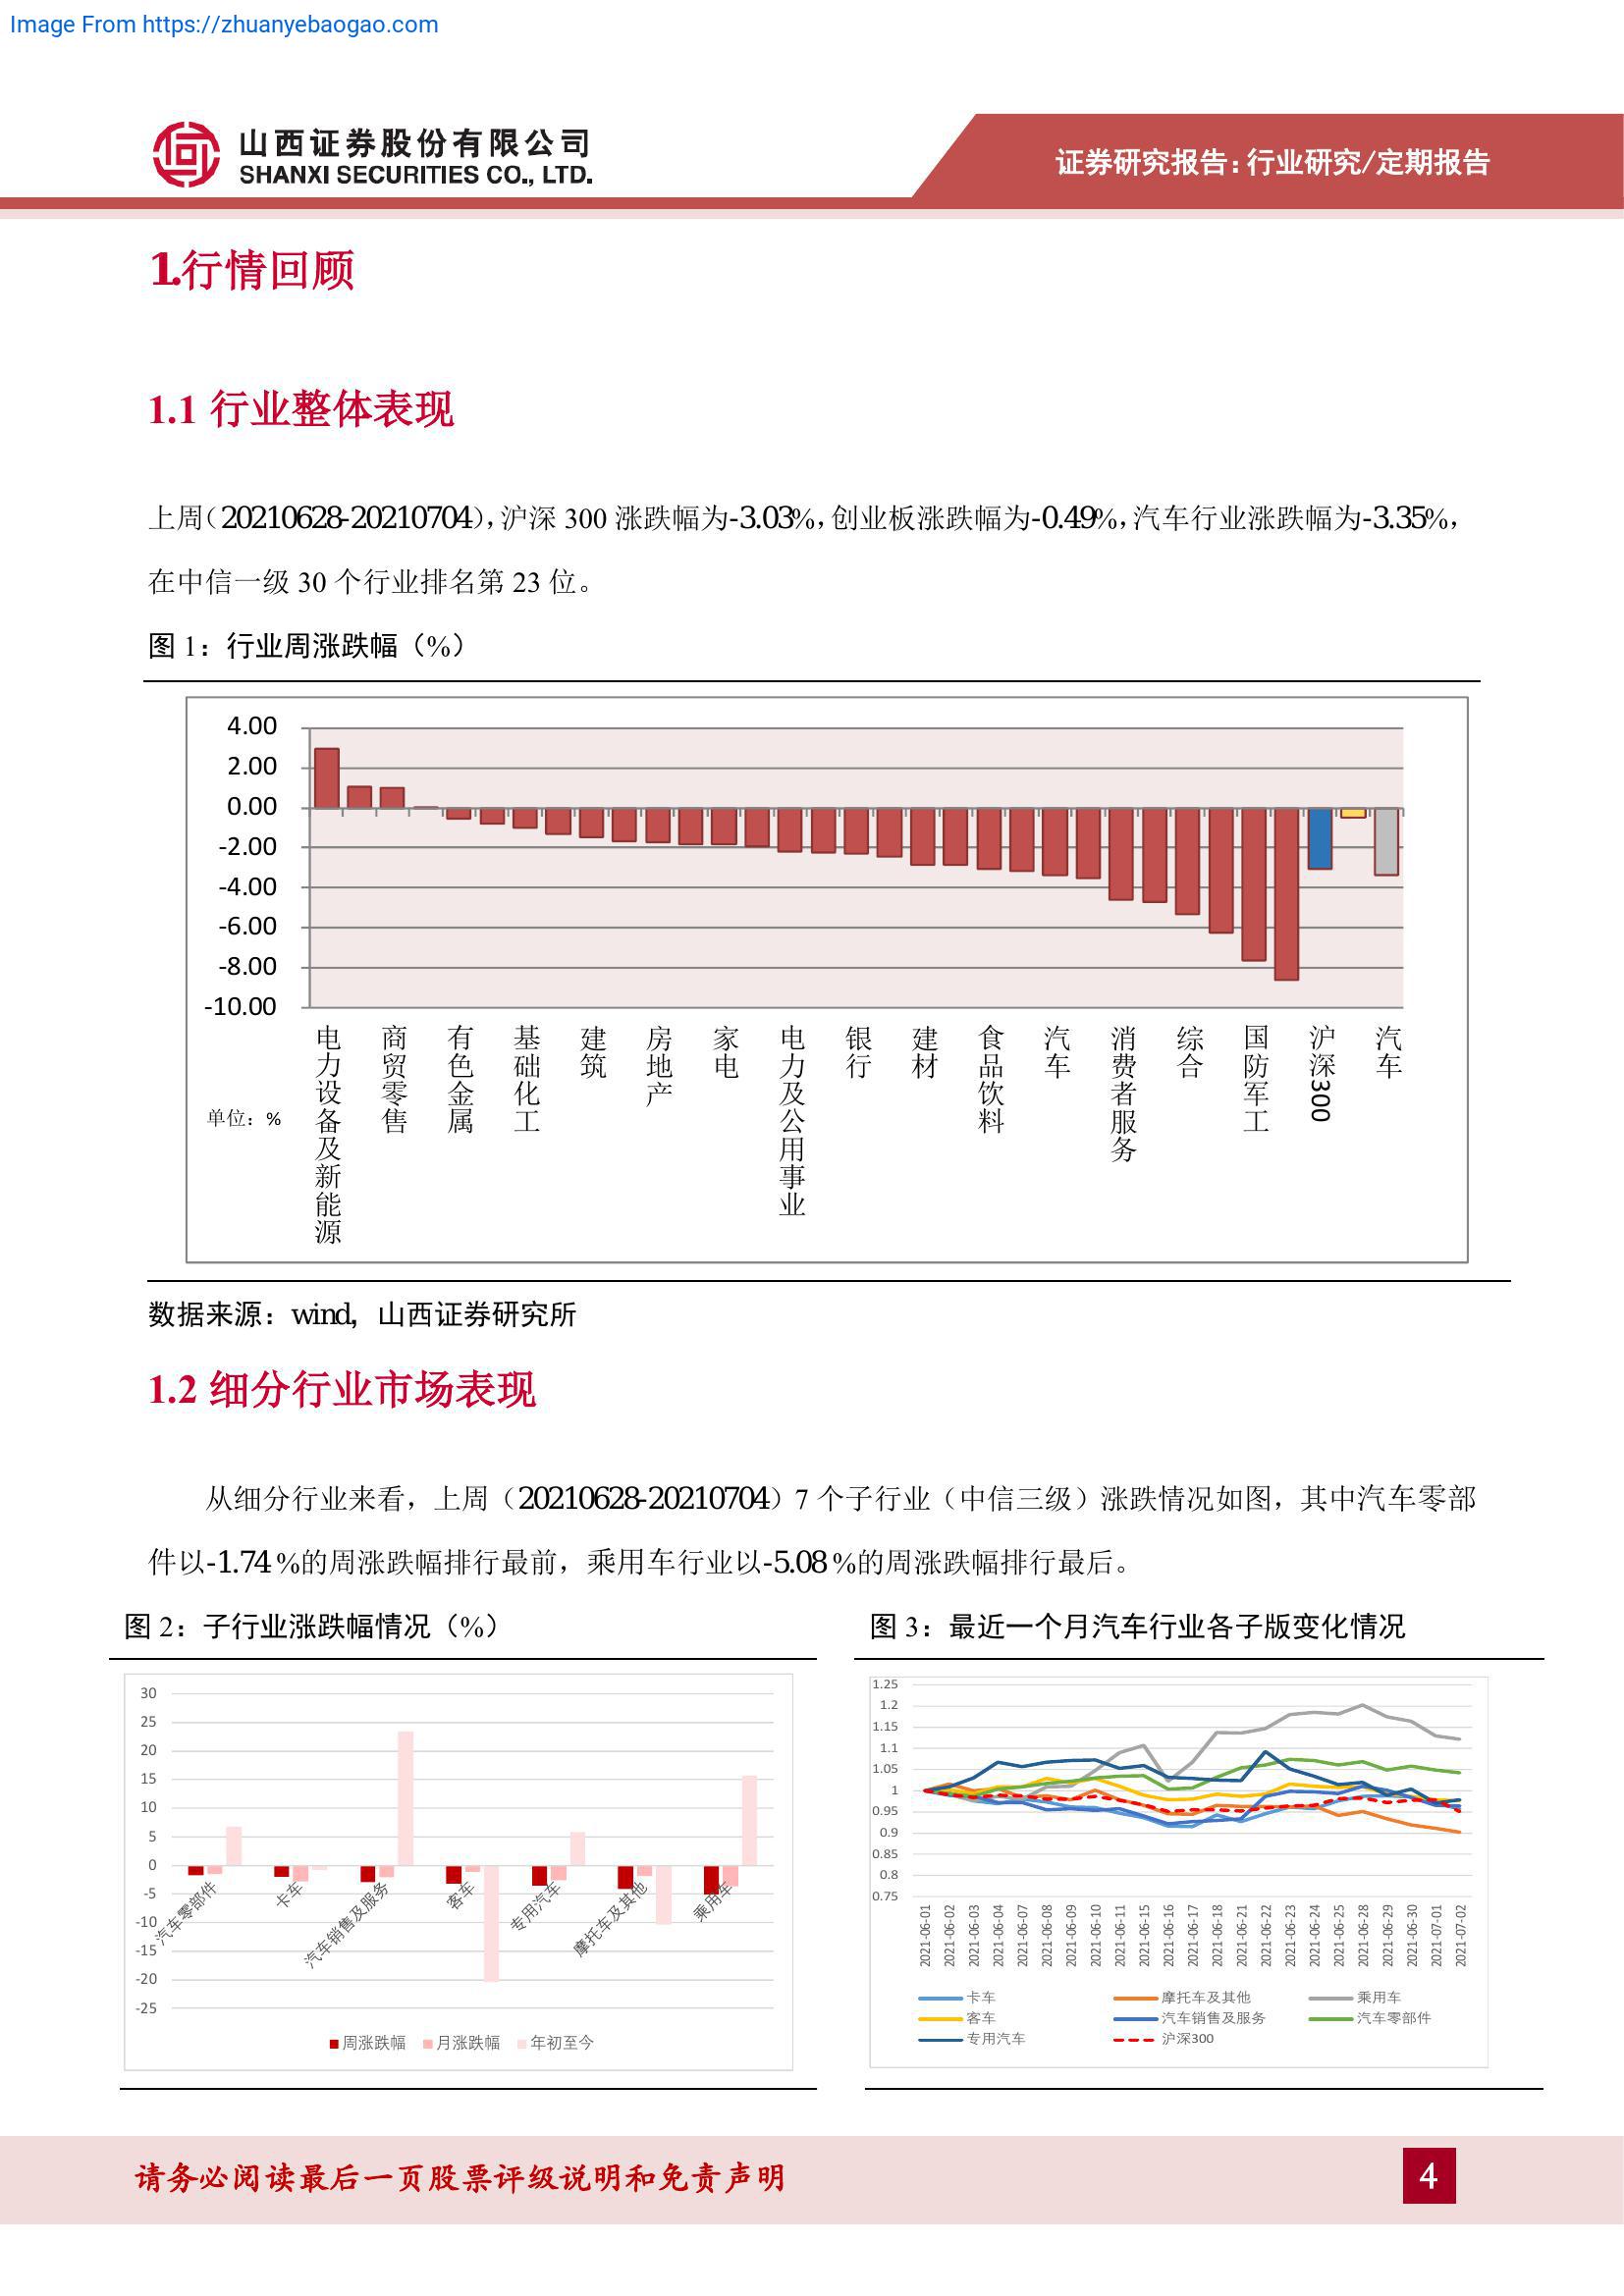 Image From https://zhuanyebaogao.com
山西证券股份有限公司
SHANXI SECURITIES CO., LTD.
证券研究报告:行业研究/定期报告
1.行情回顾
1.1 行业整体表现
上周（20210628-20210704），沪深 300 涨跌幅为-3.03%，创业板涨跌幅为-0.49%，汽车行业涨跌幅为-3.35%，
在中信一级 30 个行业排名第 23 位。
图 1：行业周涨跌幅（%）
4.00
2.00
0.00
-2.00
-4.00
-6.00
-8.00
-10.00
单位：%
电力设备及新能源
商贸零售
有色金属
基础化工
建筑
房地产
家电
电力及公用事业
银行
建材
食品饮料
汽车
消费者服务
综合
国防军工
沪深300
汽车
数据来源：wind，山西证券研究所
1.2 细分行业市场表现
从细分行业来看，上周（20210628-20210704）7 个子行业（中信三级）涨跌情况如图，其中汽车零部
件以-1.74 %的周涨跌幅排行最前，乘用车行业以-5.08 %的周涨跌幅排行最后。
图 2：子行业涨跌幅情况（%）
30
25
20
15
10
5
0
-5
-10
-15
-20
-25
汽车零部件
卡车
汽车销售及服务
客车
专用汽车
摩托车及其他
乘用车
周涨跌幅 月涨跌幅 年初至今
图 3：最近一个月汽车行业各子版变化情况
1.25
1.2
1.15
1.1
1.05
1
0.95
0.9
0.85
0.8
0.75
2021-06-01
2021-06-02
2021-06-03
2021-06-04
2021-06-07
2021-06-08
2021-06-09
2021-06-10
2021-06-11
2021-06-15
2021-06-16
2021-06-17
2021-06-18
2021-06-21
2021-06-22
2021-06-23
2021-06-24
2021-06-25
2021-06-28
2021-06-29
2021-06-30
2021-07-01
2021-07-02
卡车 摩托车及其他 乘用车
客车 汽车销售及服务 汽车零部件
专用汽车 沪深300
请务必阅读最后一页股票评级说明和免责声明
4